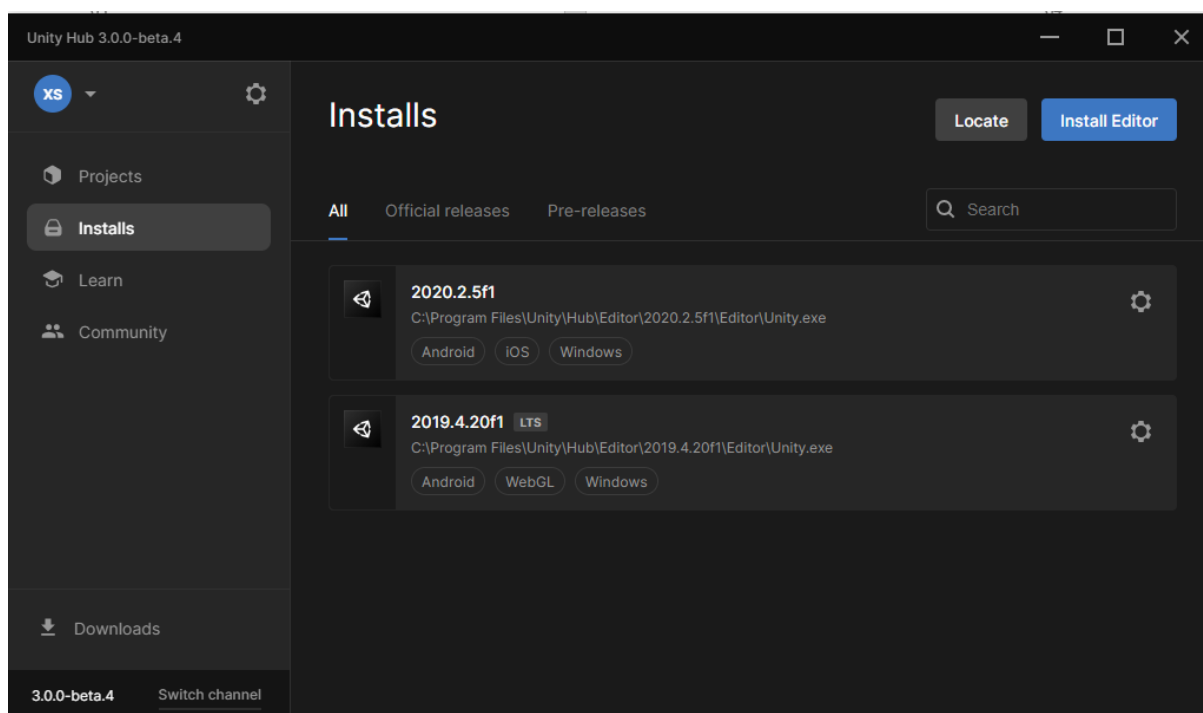 Unity Hub 3.0.0-beta.4
XS
Projects
Installs
Learn
Community
Downloads
3.0.0-beta.4 Switch channel
Installs
Locate Install Editor
All Official releases Pre-releases Search
2020.2.5f1
C:\Program Files\Unity\Hub\Editor\2020.2.5f1\Editor\Unity.exe
Android iOS Windows
2019.4.20f1 LTS
C:\Program Files\Unity\Hub\Editor\2019.4.20f1\Editor\Unity.exe
Android WebGL Windows